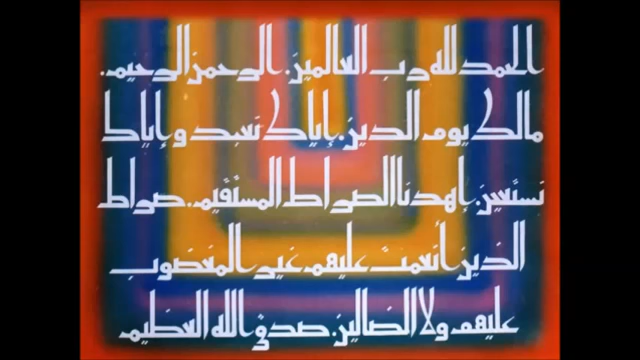 الحمد لله رب العالمين. الرحمن الرحيم.
مالك يوم الدين. إياك نعبد وإياك
نستعين. إهدنا الصراط المستقيم. صراط
الذين أنعمت عليهم. غير المغضوب
عليهم ولا الضالين. صدق الله العظيم